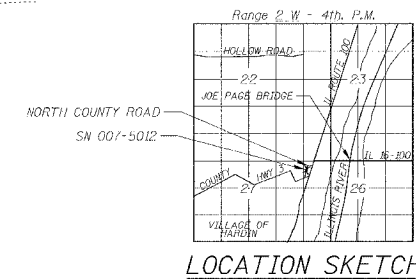 Range 2 W - 4th. P.M.
HOLLOW ROAD
22
23
IL ROUTE 100
JOE PAGE BRIDGE
NORTH COUNTY ROAD
SN 007-5012
IL 16-100
COUNTY HWY 3
27
26
ILLINOIS RIVER
VILLAGE OF
HARDIN
LOCATION SKETCH